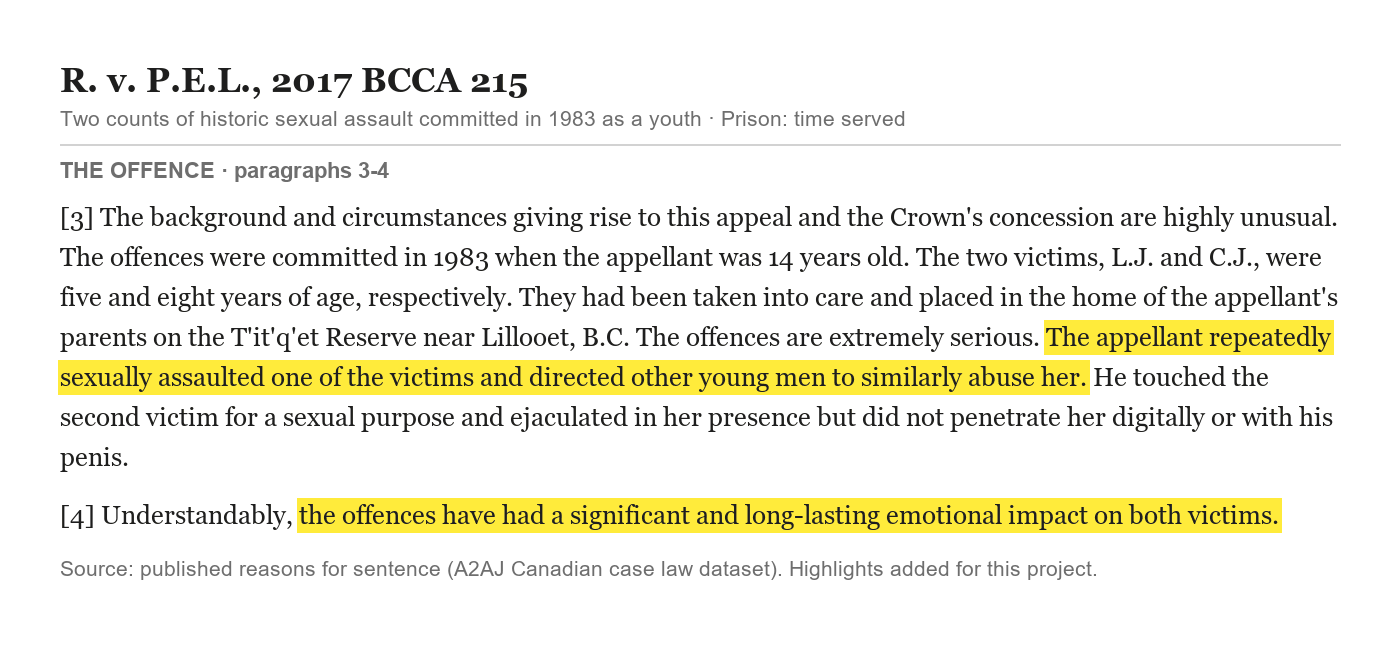 R. v. P.E.L., 2017 BCCA 215
Two counts of historic sexual assault committed in 1983 as a youth · Prison: time served
THE OFFENCE · paragraphs 3-4
[3] The background and circumstances giving rise to this appeal and the Crown's concession are highly unusual.
The offences were committed in 1983 when the appellant was 14 years old. The two victims, L.J. and C.J., were
five and eight years of age, respectively. They had been taken into care and placed in the home of the appellant's
parents on the T'it'q'et Reserve near Lillooet, B.C. The offences are extremely serious. The appellant repeatedly
sexually assaulted one of the victims and directed other young men to similarly abuse her. He touched the
second victim for a sexual purpose and ejaculated in her presence but did not penetrate her digitally or with his
penis.
[4] Understandably, the offences have had a significant and long-lasting emotional impact on both victims.
Source: published reasons for sentence (A2AJ Canadian case law dataset). Highlights added for this project.